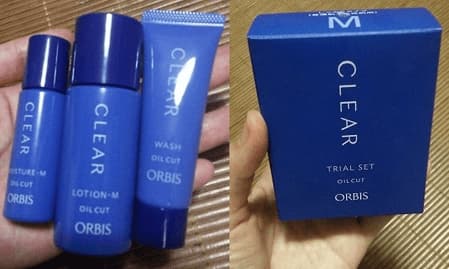 CLEAR
MOISTURE-M
OIL CUT
ORBIS
CLEAR
LOTION-M
OIL CUT
ORBIS
CLEAR
WASH
OIL CUT
ORBIS
M
CLEAR
TRIAL SET
OIL CUT
ORBIS